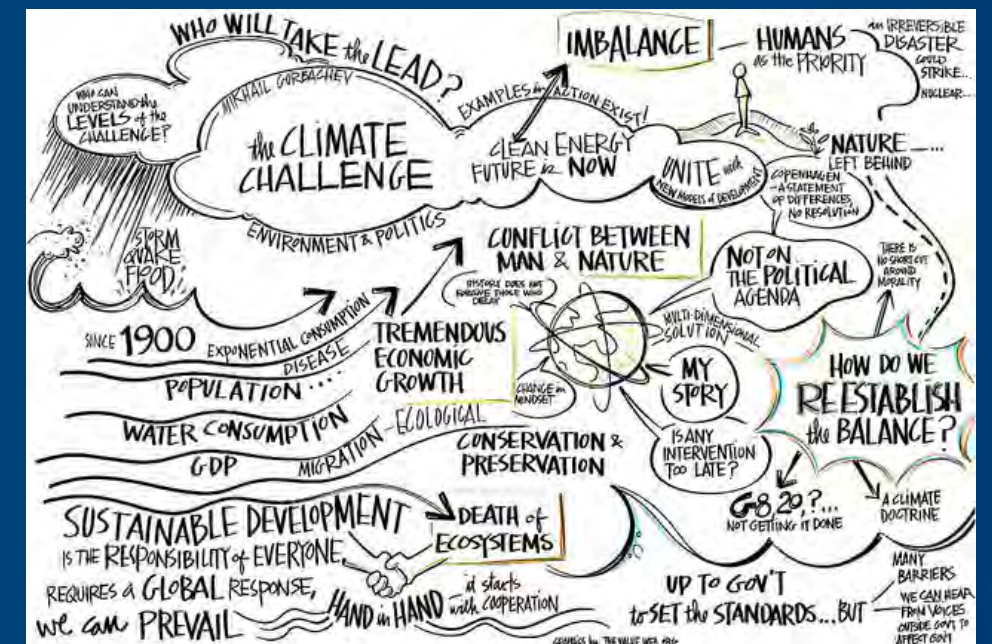 WHO WILL TAKE the LEAD?
MIKHAIL GORBACHEV
WHO CAN
UNDERSTAND the
LEVELS of the
CHALLENGE?
the CLIMATE
CHALLENGE
ENVIRONMENT & POLITICS
EXAMPLES in ACTION EXIST!
CLEAN ENERGY
FUTURE is NOW
UNITE with
NEW MODELS of DEVELOPMENT
IMBALANCE
HUMANS
as the PRIORITY
an IRREVERSIBLE
DISASTER
COULD
STRIKE...
NUCLEAR...
NATURE ...
LEFT BEHIND
COPENHAGEN
- A STATEMENT
OF DIFFERENCES,
NO RESOLUTION
NOT ON
THE POLITICAL
AGENDA
THERE IS
NO SHORT CUT
AROUND
MORALITY
STORM
QUAKE
FLOOD
CONFLICT BETWEEN
MAN & NATURE
HISTORY DOES NOT
FORGIVE THOSE WHO
DELAY
SINCE 1900
EXPONENTIAL CONSUMPTION
DISEASE
POPULATION ....
WATER CONSUMPTION
GDP
MIGRATION - ECOLOGICAL
TREMENDOUS
ECONOMIC
GROWTH
CHANGE in
MINDSET
MULTI-DIMENSIONAL
SOLUTION
MY
STORY
IS ANY
INTERVENTION
TOO LATE?
HOW DO WE
REESTABLISH
the BALANCE?
CONSERVATION &
PRESERVATION
G8, 20, ?...
NOT GETTING IT DONE
A CLIMATE
DOCTRINE
SUSTAINABLE DEVELOPMENT
IS THE RESPONSIBILITY of EVERYONE,
REQUIRES a GLOBAL RESPONSE,
we can PREVAIL
DEATH of
ECOSYSTEMS
HAND in HAND
it starts
with COOPERATION
UP TO GOV'T
to SET the STANDARDS...BUT
MANY
BARRIERS
WE CAN HEAR
FROM VOICES
OUTSIDE GOV'T TO
AFFECT GOV'T
GRAPHICS by THE VALUE WEB